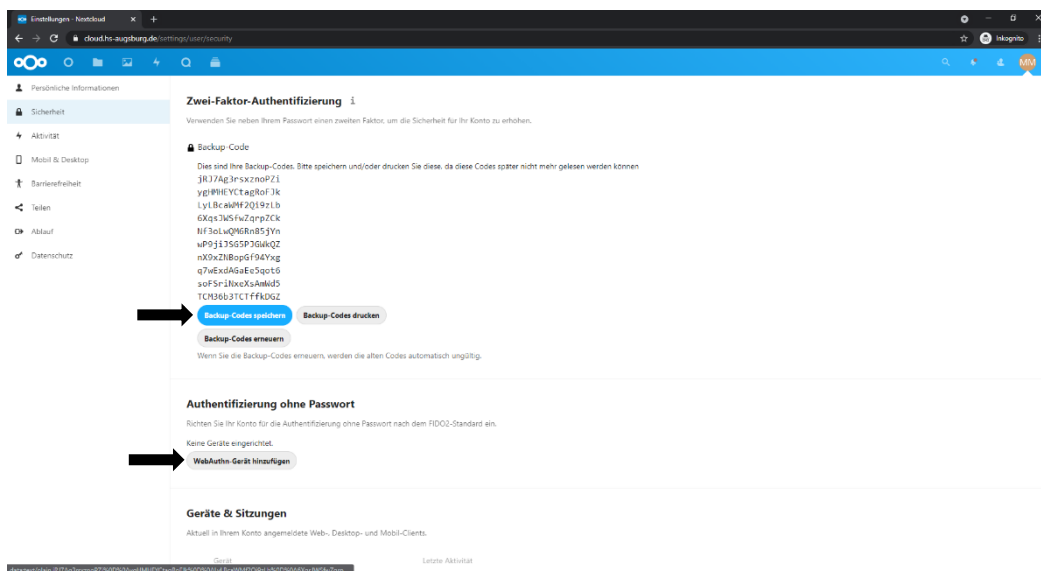 Einstellungen - Nextcloud
cloud.hs-augsburg.de/settings/user/security
Inkognito
MM
Persönliche Informationen
Sicherheit
Aktivität
Mobil & Desktop
Barrierefreiheit
Teilen
Ablauf
Datenschutz
Zwei-Faktor-Authentifizierung i
Verwenden Sie neben Ihrem Passwort einen zweiten Faktor, um die Sicherheit für Ihr Konto zu erhöhen.
Backup-Code
Dies sind Ihre Backup-Codes. Bitte speichern und/oder drucken Sie diese, da diese Codes später nicht mehr gelesen werden können
jRJ7Ag3rsxznoPZi
ygHMHEYCtagRoFJk
LyLBcaWMf2Qi9zLb
6XqsJWSfwZqrpZCk
Nf3oLwQM6Rn85jYn
wP9jiJSG5PJGWkQZ
nX9xZNBopGf94Yxg
q7wExdAGaEe5qot6
soFSriNxeXsAmWd5
TCM36b3TCTffkDGZ
Backup-Codes speichern Backup-Codes drucken
Backup-Codes erneuern
Wenn Sie die Backup-Codes erneuern, werden die alten Codes automatisch ungültig.
Authentifizierung ohne Passwort
Richten Sie Ihr Konto für die Authentifizierung ohne Passwort nach dem FIDO2-Standard ein.
Keine Geräte eingerichtet.
WebAuthn-Gerät hinzufügen
Geräte & Sitzungen
Aktuell in Ihrem Konto angemeldete Web-, Desktop- und Mobil-Clients.
Gerät Letzte Aktivität